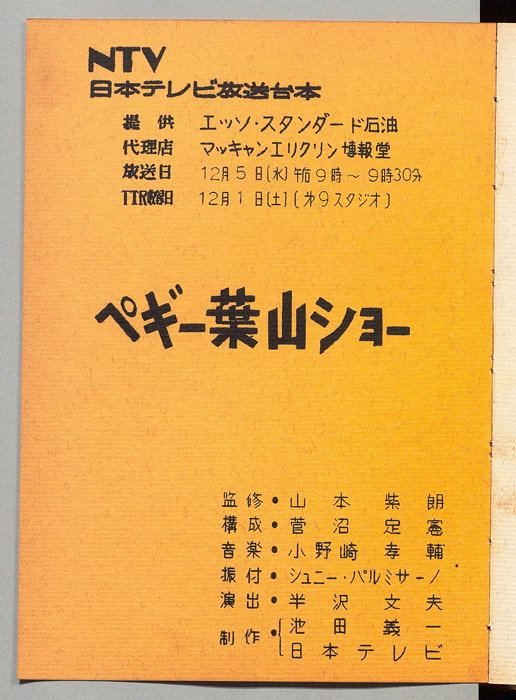 NTV
日本テレビ放送台本
提供 エッソ・スタンダード石油
代理店 マッキャンエリクリン博報堂
放送日 12月5日(水)午后9時~9時30分
TTR収録日 12月1日(土)(第9スタジオ)
ペギー葉山ショー
監修・山本紫朗
構成・菅沼定憲
音楽・小野崎孝輔
振付・シュニー・パルミサーノ
演出・半沢文夫
制作・池田義一
日本テレビ